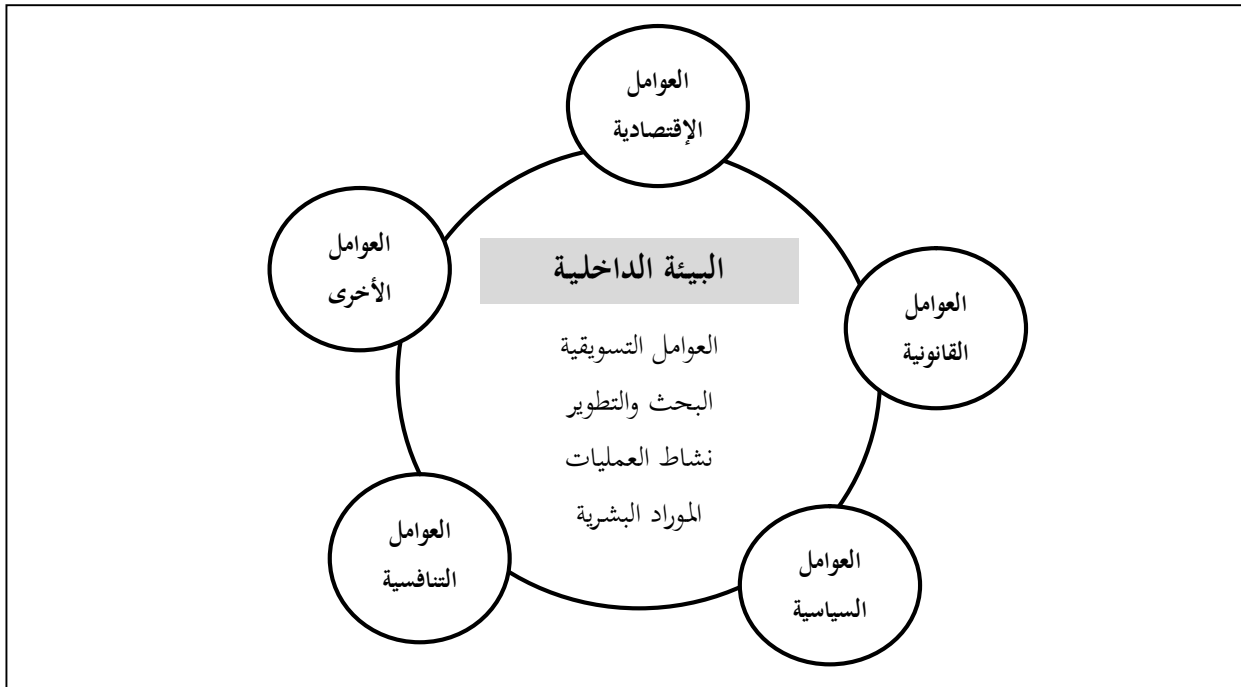 العوامل
الإقتصادية
العوامل
الأخرى
البيئة الداخلية
العوامل
القانونية
العوامل التسويقية
البحث والتطوير
نشاط العمليات
الموراد البشرية
العوامل
التنافسية
العوامل
السياسية